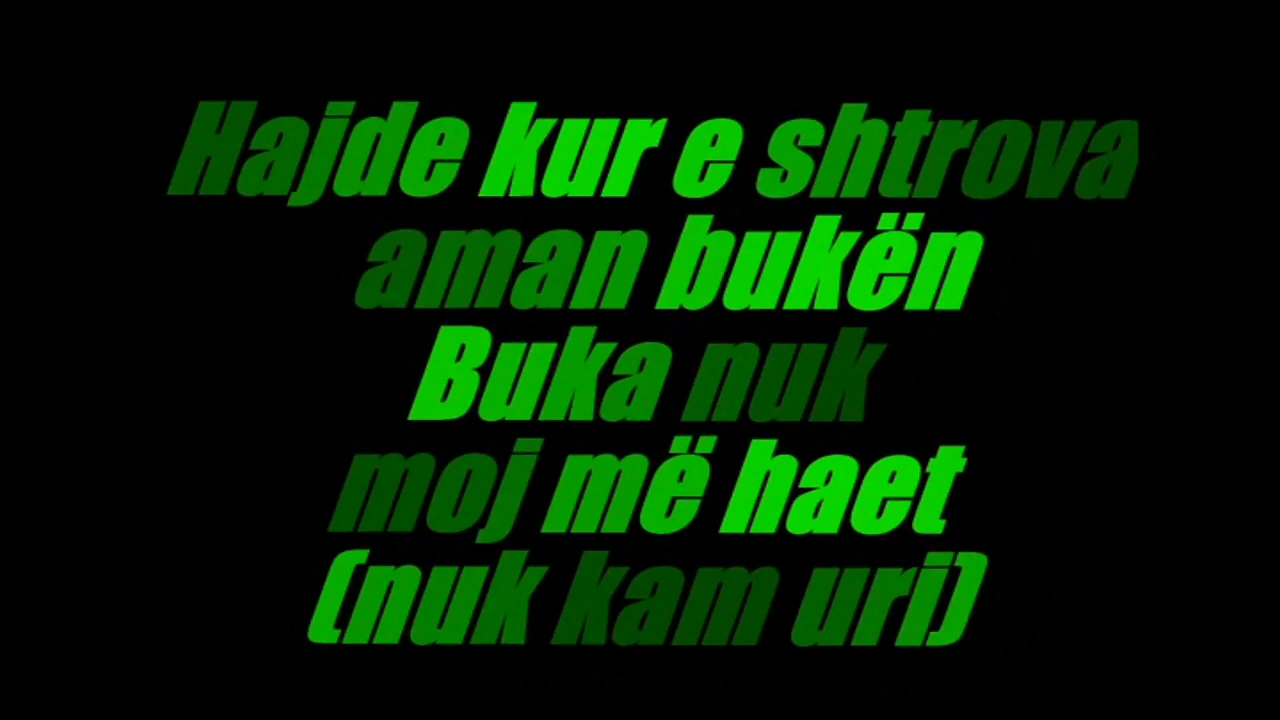 Hajde kur e shtrova
aman bukën
Buka nuk
moj më haet
(nuk kam uri)